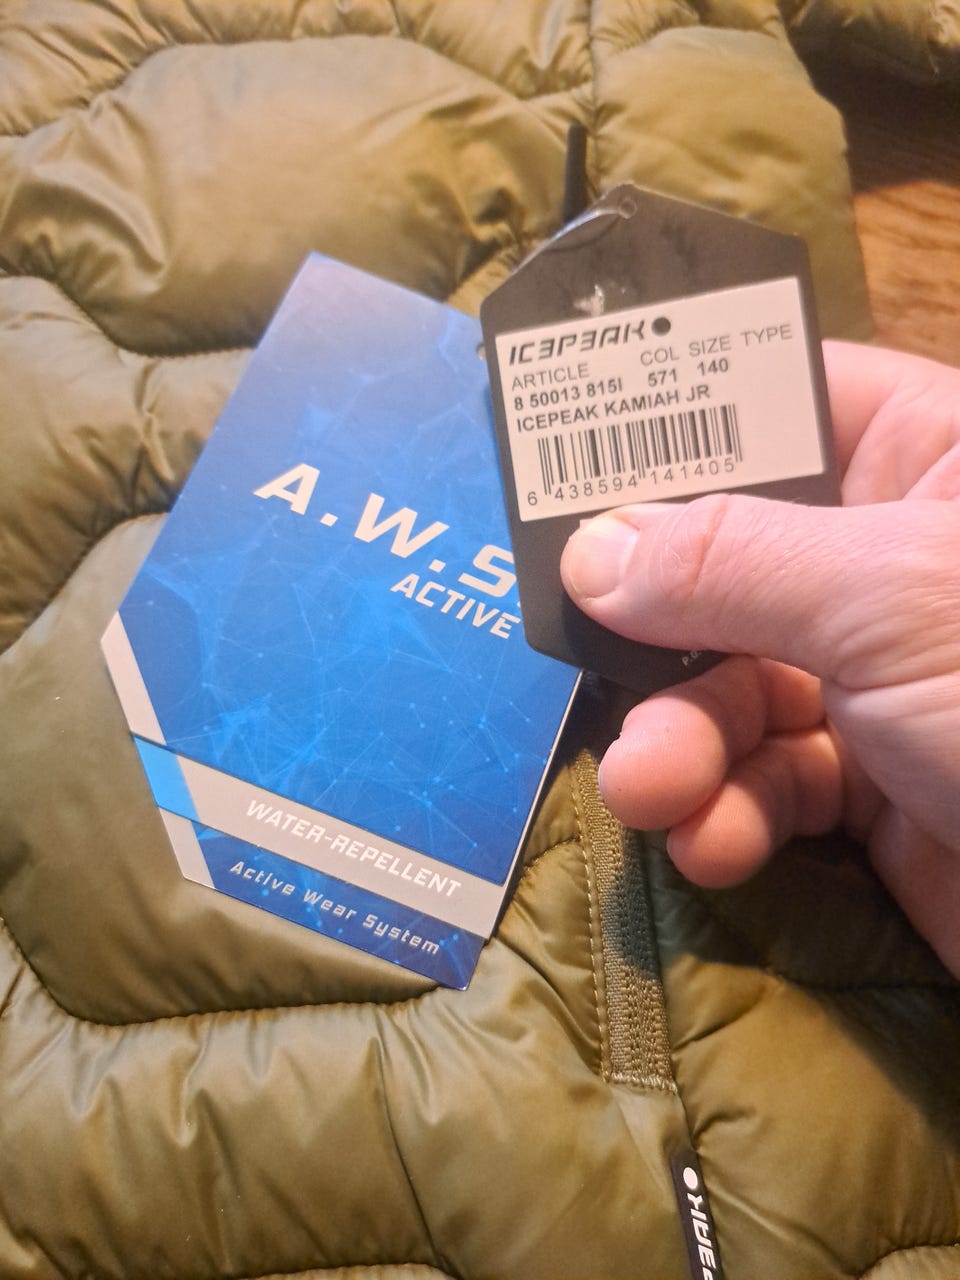 ICEPEAK
ARTICLE COL SIZE TYPE
8 50013 815I 571 140
ICEPEAK KAMIAH JR
6 438594 141405
A.W.S
ACTIVE
WATER-REPELLENT
Active Wear System